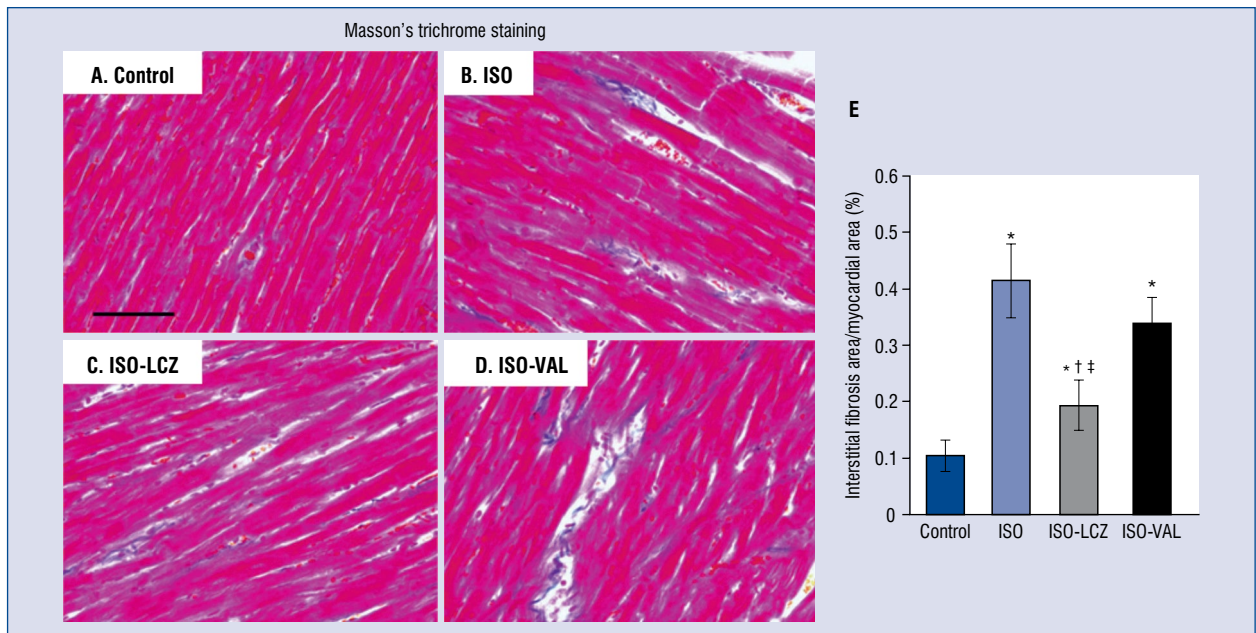 Masson's trichrome staining
A. Control
B. ISO
C. ISO-LCZ
D. ISO-VAL
E
Interstitial fibrosis area/myocardial area (%)
0.6
0.5
0.4
0.3
0.2
0.1
0
*
* † ‡
*
Control ISO ISO-LCZ ISO-VAL